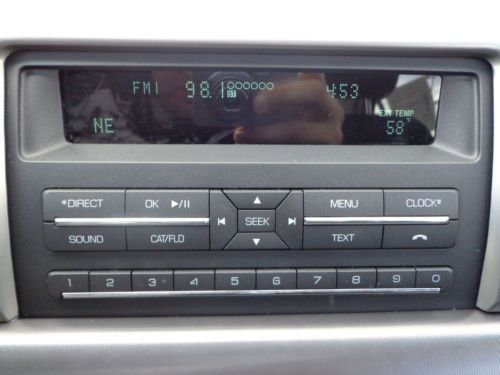 FM1 98.1 ST 4:53
EXT TEMP
NE 58°F
*DIRECT OK ►/II MENU CLOCK#
SEEK
SOUND CAT/FLD TEXT
1 2 3 4 5 6 7 8 9 0